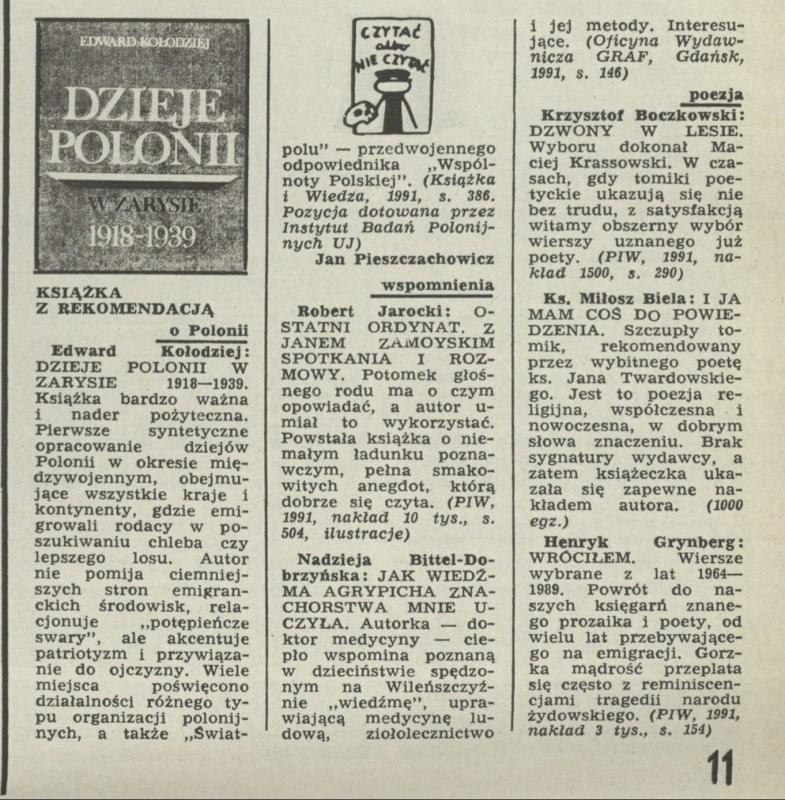 EDWARD KOŁODZIEJ
DZIEJE
POLONII
W ZARYSIE
1918-1939
KSIĄŻKA
Z REKOMENDACJĄ
o Polonii
Edward Kołodziej:
DZIEJE POLONII W
ZARYSIE 1918—1939.
Książka bardzo ważna
i nader pożyteczna.
Pierwsze syntetyczne
opracowanie dziejów
Polonii w okresie mię-
dzywojennym, obejmu-
jące wszystkie kraje i
kontynenty, gdzie emi-
growali rodacy w po-
szukiwaniu chleba czy
lepszego losu. Autor
nie pomija ciemniej-
szych stron emigran-
ckich środowisk, rela-
cjonuje „potępieńcze
swary", ale akcentuje
patriotyzm i przywiąza-
nie do ojczyzny. Wiele
miejsca poświęcono
działalności różnego ty-
pu organizacji polonij-
nych, a także „Świat-
CZYTAĆ
albo
NIE CZYTAĆ
polu" — przedwojennego
odpowiednika „Wspól-
noty Polskiej". (Książka
i Wiedza, 1991, s. 386.
Pozycja dotowana przez
Instytut Badań Polonij-
nych UJ)
Jan Pieszczachowicz
wspomnienia
Robert Jarocki: O-
STATNI ORDYNAT. Z
JANEM ZAMOYSKIM
SPOTKANIA I ROZ-
MOWY. Potomek głoś-
nego rodu ma o czym
opowiadać, a autor u-
miał to wykorzystać.
Powstała książka o nie-
małym ładunku pozna-
wczym, pełna smako-
witych anegdot, którą
dobrze się czyta. (PIW,
1991, nakład 10 tys., s.
504, ilustracje)
Nadzieja Bittel-Do-
brzyńska: JAK WIEDŹ-
MA AGRYPICHA ZNA-
CHORSTWA MNIE U-
CZYŁA. Autorka — do-
ktor medycyny — cie-
pło wspomina poznaną
w dzieciństwie spędzo-
nym na Wileńszczyź-
nie „wiedźmę", upra-
wiającą medycynę lu-
dową, ziołolecznictwo
i jej metody. Interesu-
jące. (Oficyna Wydaw-
nicza GRAF, Gdańsk,
1991, s. 146)
poezja
Krzysztof Boczkowski:
DZWONY W LESIE.
Wyboru dokonał Ma-
ciej Krassowski. W cza-
sach, gdy tomiki poe-
tyckie ukazują się nie
bez trudu, z satysfakcją
witamy obszerny wybór
wierszy uznanego już
poety. (PIW, 1991, na-
kład 1500, s. 290)
Ks. Miłosz Biela: I JA
MAM COŚ DO POWIE-
DZENIA. Szczupły to-
mik, rekomendowany
przez wybitnego poetę
ks. Jana Twardowskie-
go. Jest to poezja re-
ligijna, współczesna i
nowoczesna, w dobrym
słowa znaczeniu. Brak
sygnatury wydawcy, a
zatem książeczka uka-
zała się zapewne na-
kładem autora. (1000
egz.)
Henryk Grynberg:
WRÓCIŁEM. Wiersze
wybrane z lat 1964—
1989. Powrót do na-
szych księgarń znane-
go prozaika i poety, od
wielu lat przebywające-
go na emigracji. Gorz-
ka mądrość przeplata
się często z reminiscen-
cjami tragedii narodu
żydowskiego. (PIW, 1991,
nakład 3 tys., s. 154)
11